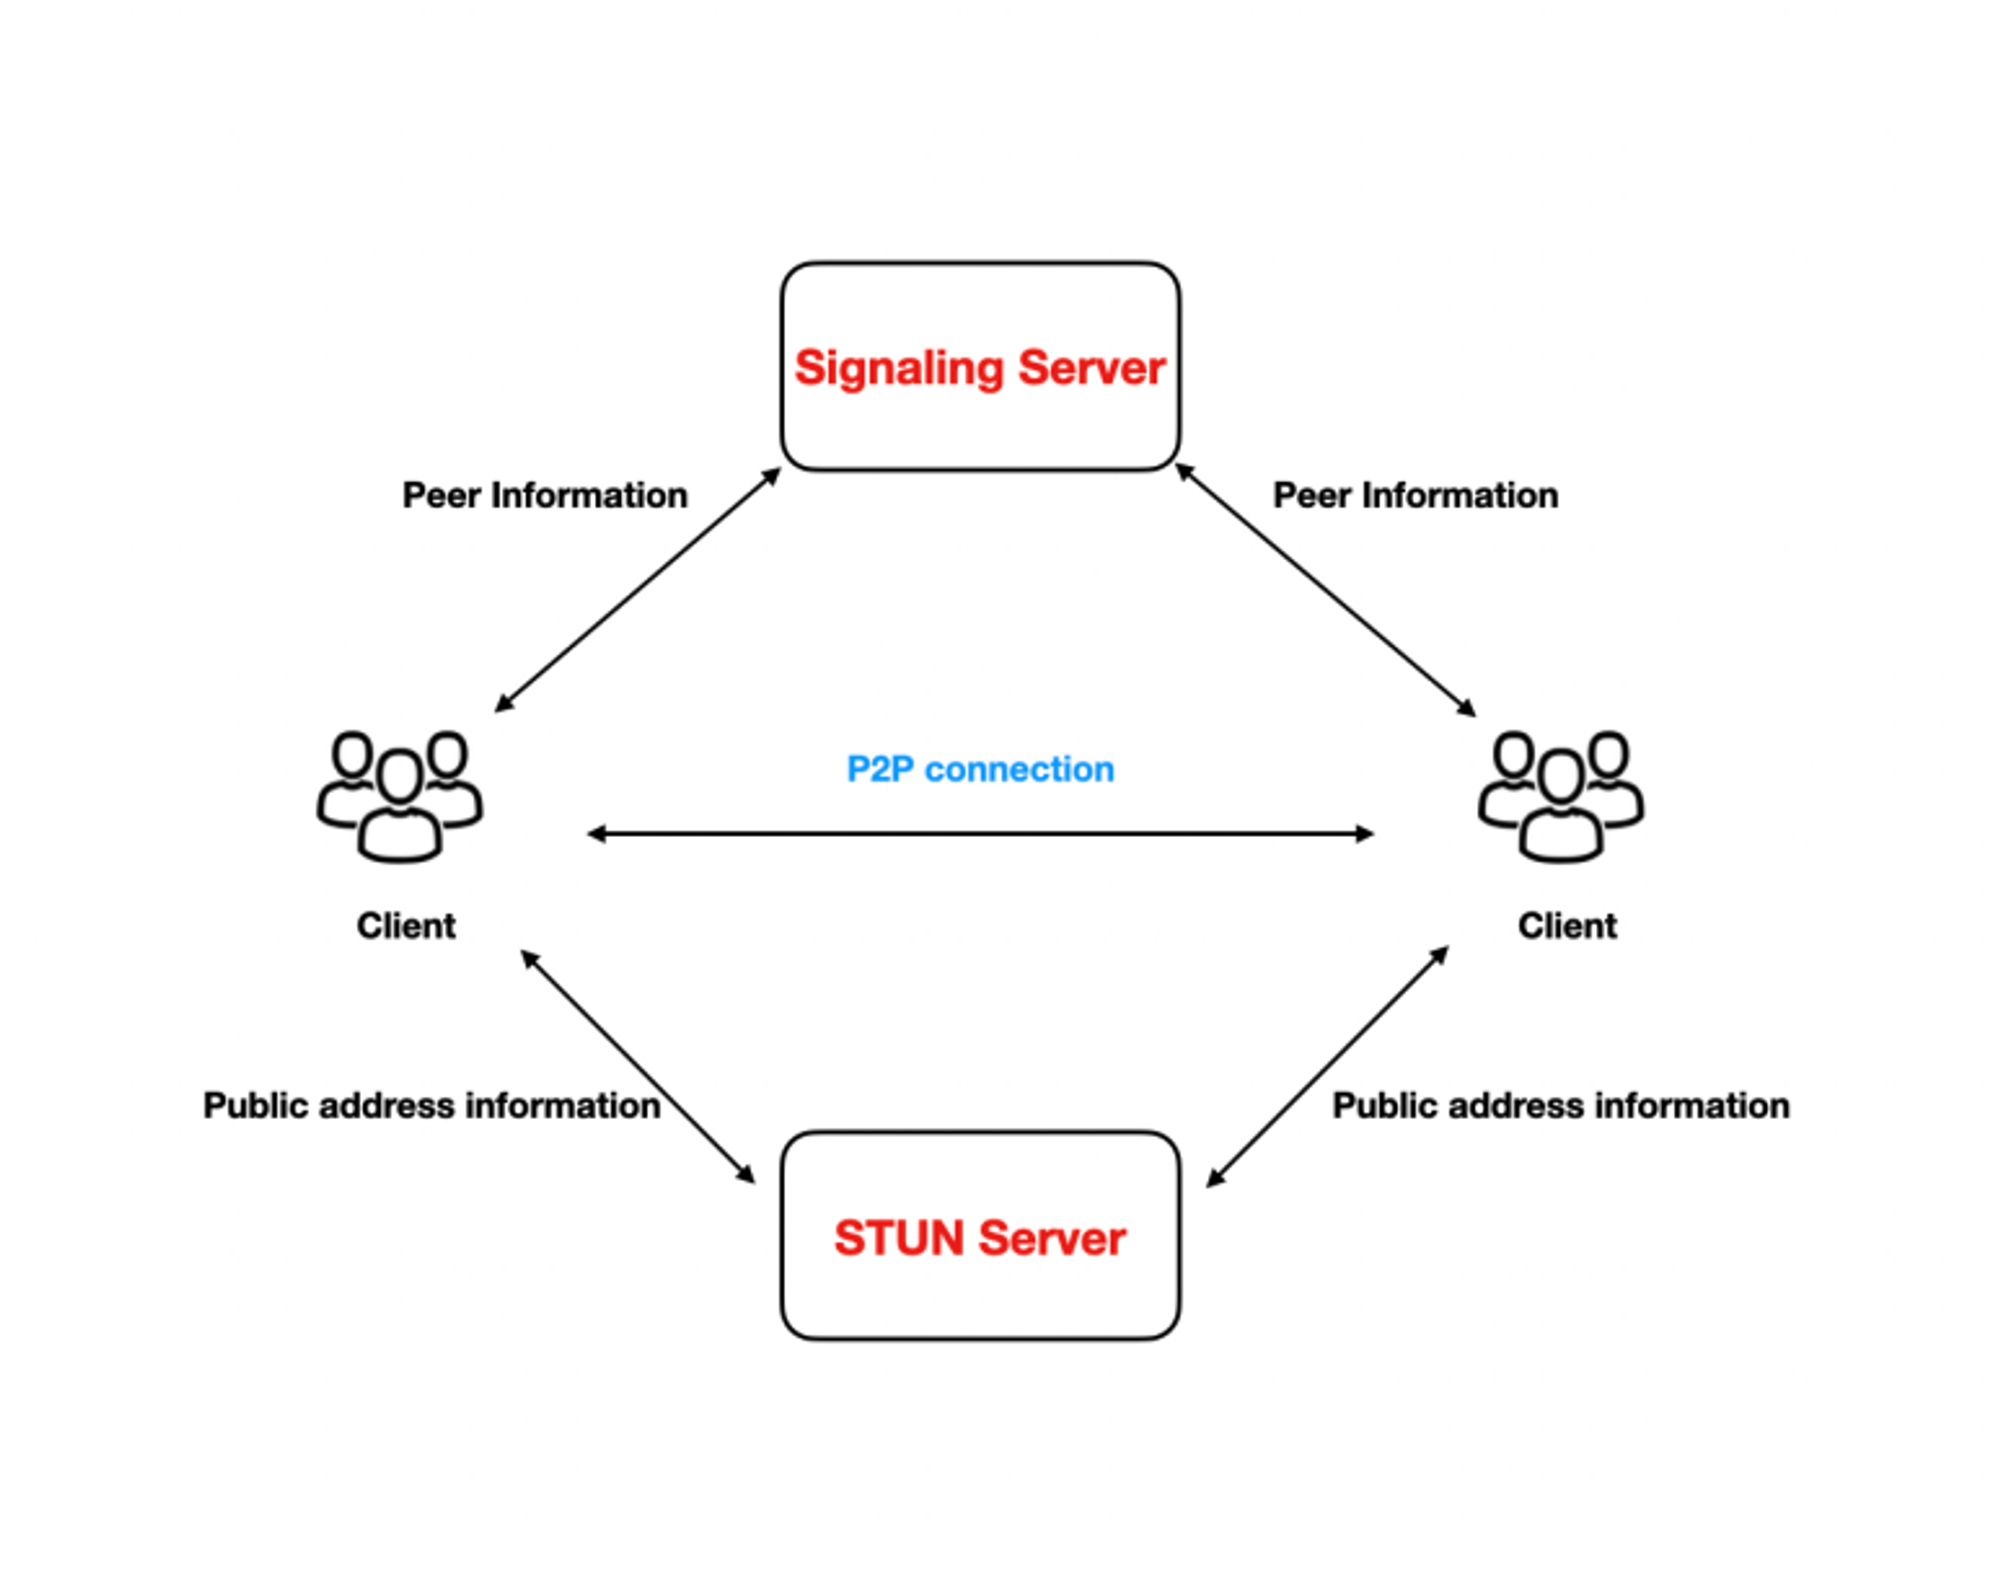 Signaling Server
Peer Information
Peer Information
P2P connection
Client
Client
Public address information
Public address information
STUN Server